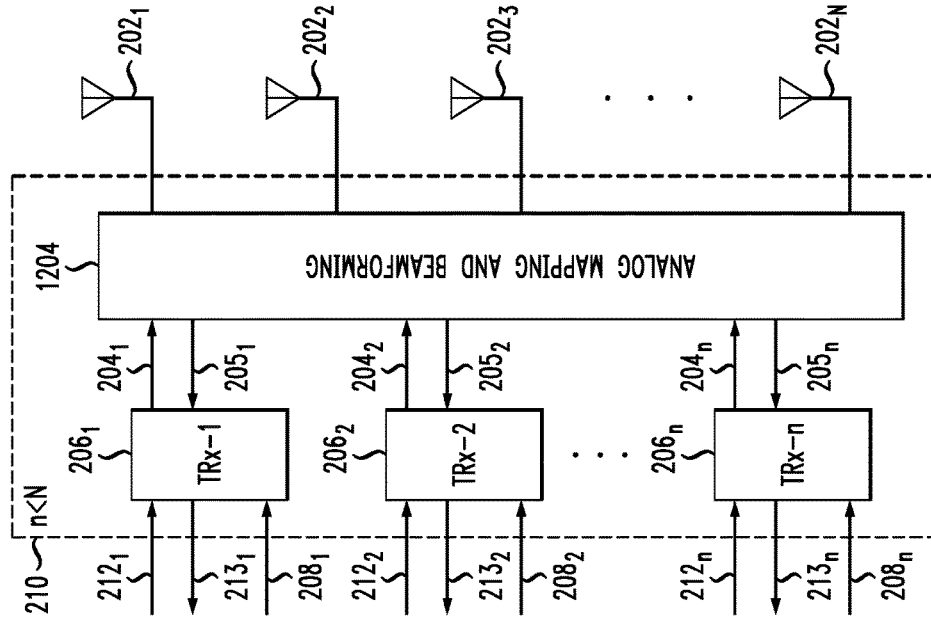 210 n<N
212₁
213₁
208₁
206₁
TRx-1
204₁
205₁
1204
202₁
212₂
213₂
208₂
206₂
TRx-2
204₂
205₂
202₂
ANALOG MAPPING AND BEAMFORMING
202₃
. . .
. . .
212ₙ
213ₙ
208ₙ
206ₙ
TRx-n
204ₙ
205ₙ
202_N